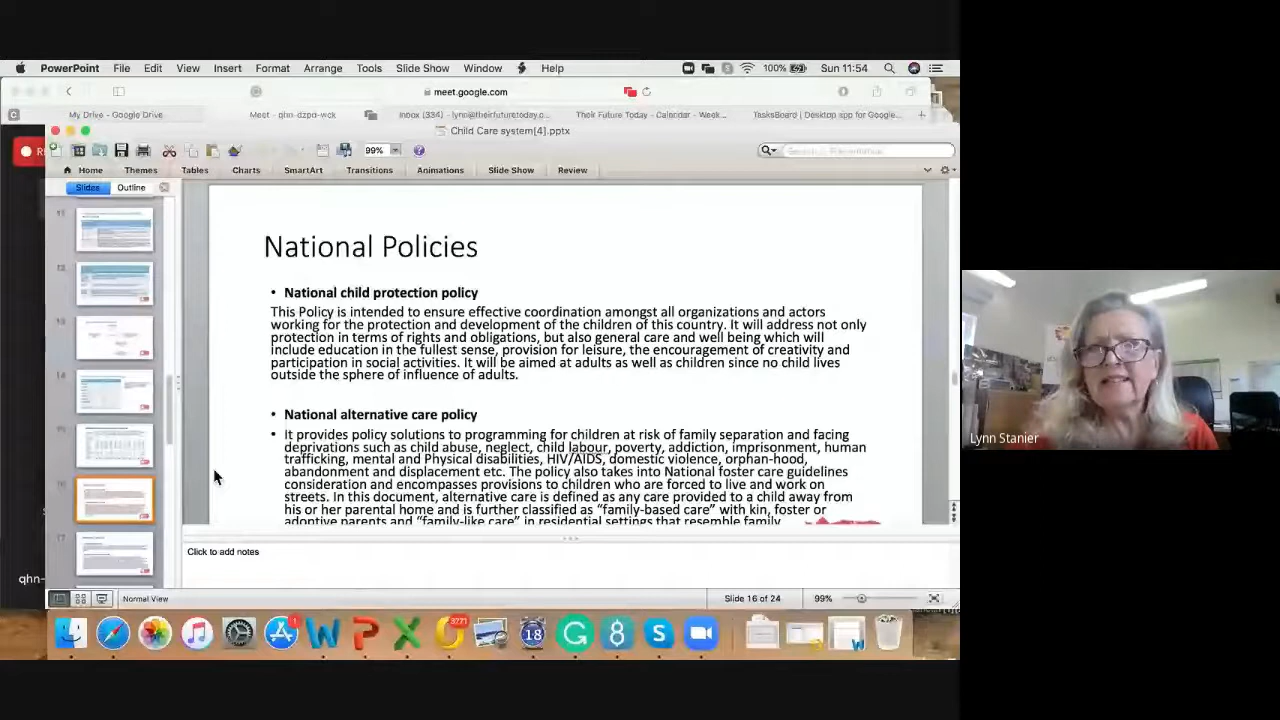 PowerPoint File Edit View Insert Format Arrange Tools Slide Show Window Help 100% Sun 11:54
meet.google.com
My Drive - Google Drive Meet - qhn-dzpa-wck Inbox (334) - lynn@theirfuturetoday.o... Their Future Today - Calendar - Week... TasksBoard | Desktop app for Google...
Child Care system[4].pptx
99%
Home Themes Tables Charts SmartArt Transitions Animations Slide Show Review
Slides Outline
11
12
13
14
15
16
17
National Policies
• National child protection policy
This Policy is intended to ensure effective coordination amongst all organizations and actors
working for the protection and development of the children of this country. It will address not only
protection in terms of rights and obligations, but also general care and well being which will
include education in the fullest sense, provision for leisure, the encouragement of creativity and
participation in social activities. It will be aimed at adults as well as children since no child lives
outside the sphere of influence of adults.
• National alternative care policy
• It provides policy solutions to programming for children at risk of family separation and facing
deprivations such as child abuse, neglect, child labour, poverty, addiction, imprisonment, human
trafficking, mental and Physical disabilities, HIV/AIDS, domestic violence, orphan-hood,
abandonment and displacement etc. The policy also takes into National foster care guidelines
consideration and encompasses provisions to children who are forced to live and work on
streets. In this document, alternative care is defined as any care provided to a child away from
his or her parental home and is further classified as “family-based care” with kin, foster or
adoptive parents and “family-like care” in residential settings that resemble family
Click to add notes
qhn-
Normal View Slide 16 of 24 99%
3771
18
Lynn Stanier